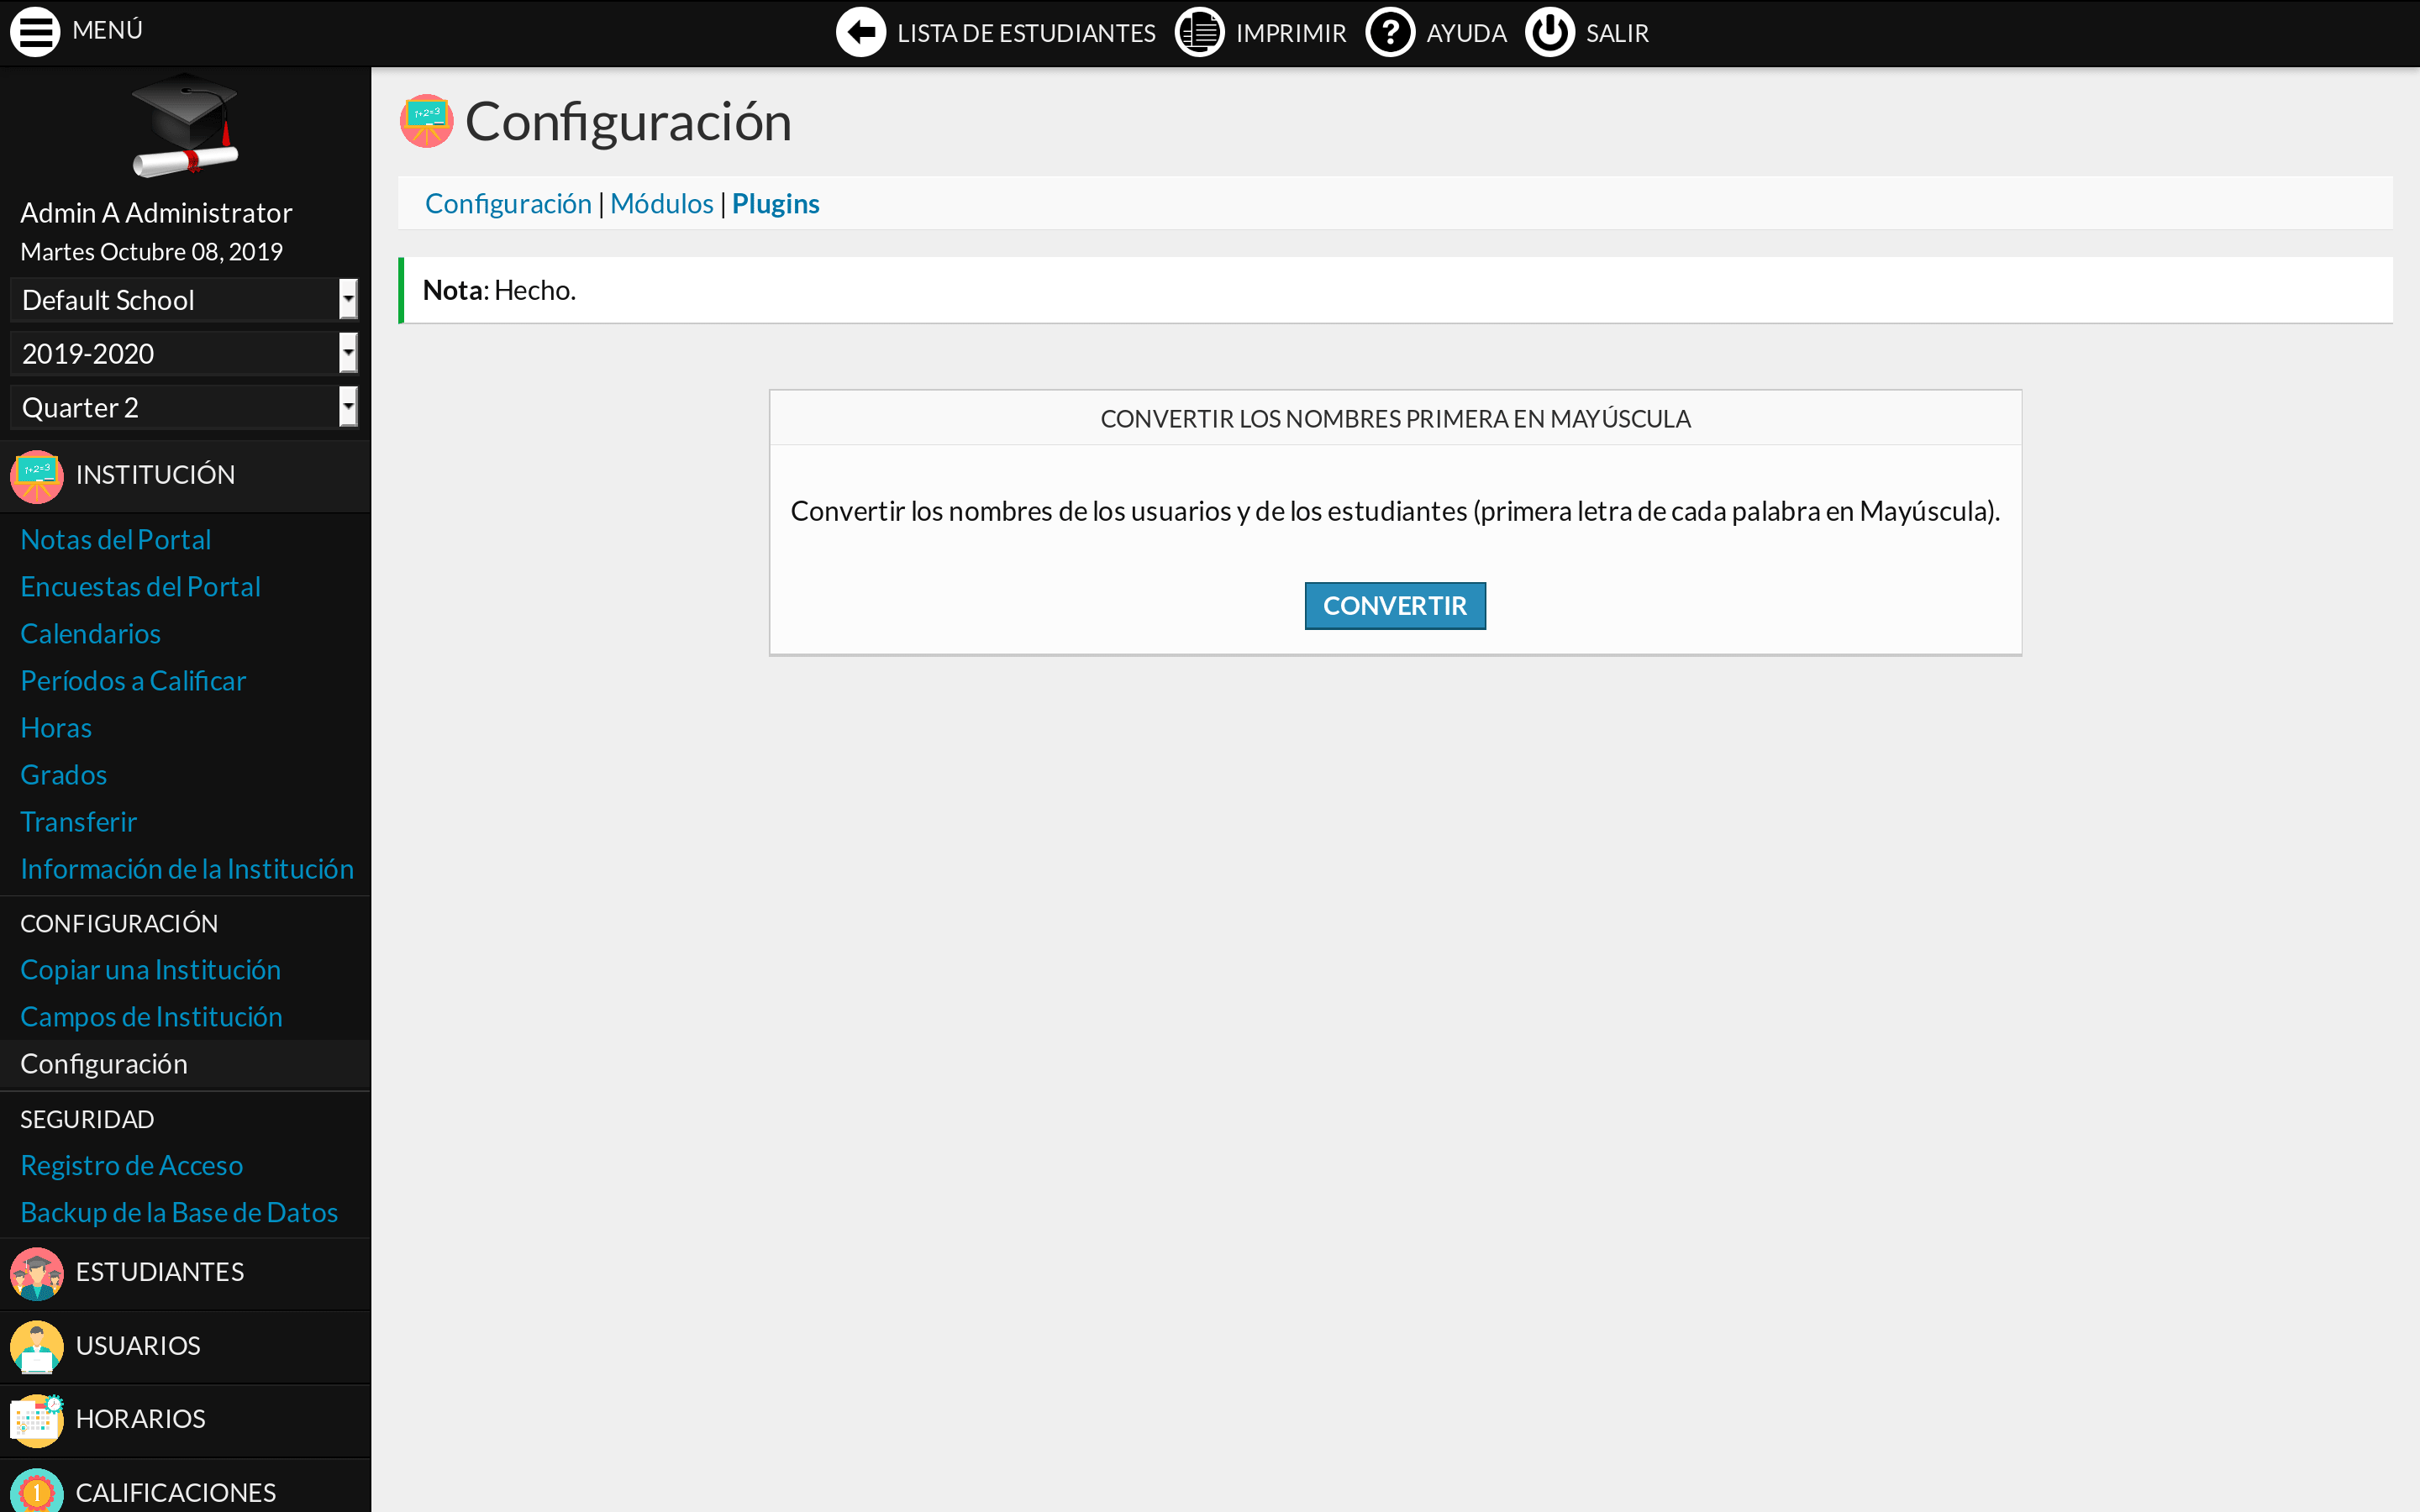 MENÚ
LISTA DE ESTUDIANTES
IMPRIMIR
AYUDA
SALIR
Admin A Administrator
Martes Octubre 08, 2019
Default School
2019-2020
Quarter 2
INSTITUCIÓN
Notas del Portal
Encuestas del Portal
Calendarios
Períodos a Calificar
Horas
Grados
Transferir
Información de la Institución
CONFIGURACIÓN
Copiar una Institución
Campos de Institución
Configuración
SEGURIDAD
Registro de Acceso
Backup de la Base de Datos
ESTUDIANTES
USUARIOS
HORARIOS
1
CALIFICACIONES
1+2=3
Configuración
Configuración | Módulos | Plugins
Nota: Hecho.
CONVERTIR LOS NOMBRES PRIMERA EN MAYÚSCULA
Convertir los nombres de los usuarios y de los estudiantes (primera letra de cada palabra en Mayúscula).
CONVERTIR